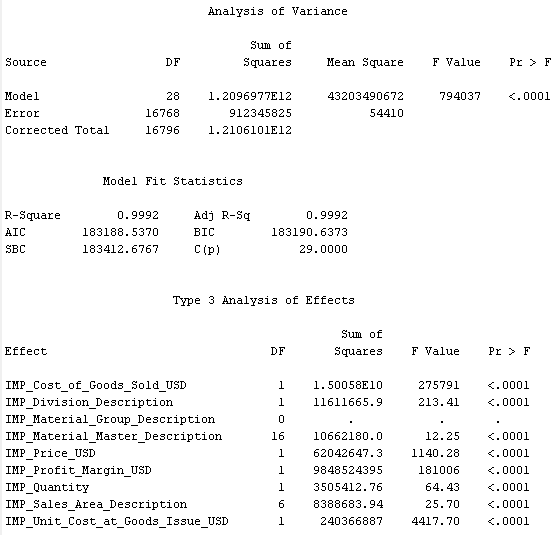 Analysis of Variance
Sum of
Source DF Squares Mean Square F Value Pr > F
Model 28 1.2096977E12 43203490672 794037 <.0001
Error 16768 912345825 54410
Corrected Total 16796 1.2106101E12
Model Fit Statistics
R-Square 0.9992 Adj R-Sq 0.9992
AIC 183188.5370 BIC 183190.6373
SBC 183412.6767 C(p) 29.0000
Type 3 Analysis of Effects
Sum of
Effect DF Squares F Value Pr > F
IMP_Cost_of_Goods_Sold_USD 1 1.50058E10 275791 <.0001
IMP_Division_Description 1 11611665.9 213.41 <.0001
IMP_Material_Group_Description 0 . . .
IMP_Material_Master_Description 16 10662180.0 12.25 <.0001
IMP_Price_USD 1 62042647.3 1140.28 <.0001
IMP_Profit_Margin_USD 1 9848524395 181006 <.0001
IMP_Quantity 1 3505412.76 64.43 <.0001
IMP_Sales_Area_Description 6 8388683.94 25.70 <.0001
IMP_Unit_Cost_at_Goods_Issue_USD 1 240366887 4417.70 <.0001